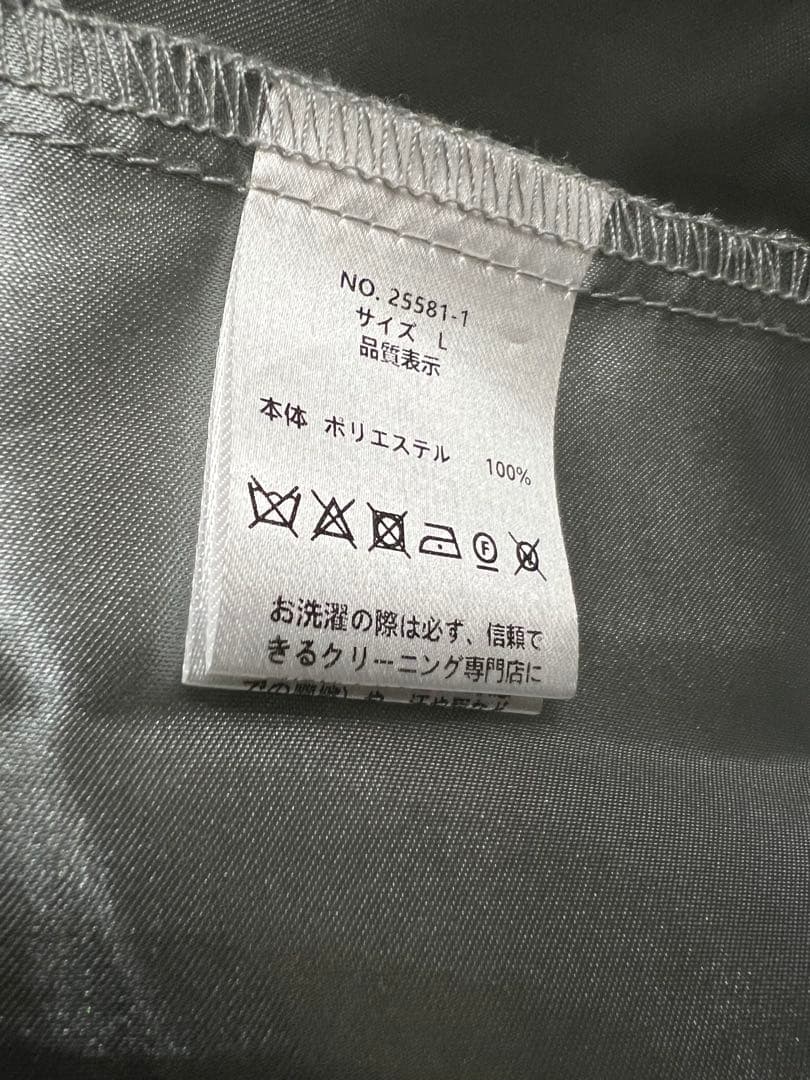 NO. 25581-1
サイズ L
品質表示
本体 ポリエステル 100%
F
お洗濯の際は必ず、信頼で
きるクリーニング専門店に